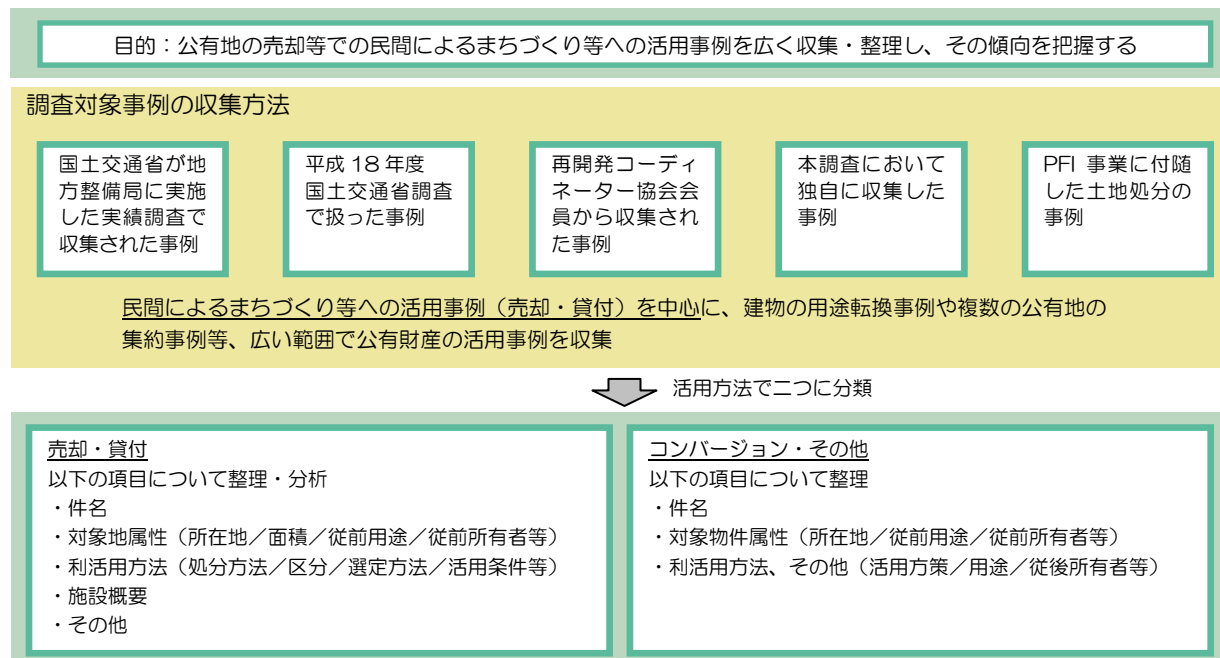 目的：公有地の売却等での民間によるまちづくり等への活用事例を広く収集・整理し、その傾向を把握する
調査対象事例の収集方法
国土交通省が地
方整備局に実施
した実績調査で
収集された事例
平成 18 年度
国土交通省調査
で扱った事例
再開発コーディ
ネーター協会会
員から収集され
た事例
本調査において
独自に収集した
事例
PFI 事業に付随
した土地処分の
事例
民間によるまちづくり等への活用事例（売却・貸付）を中心に、建物の用途転換事例や複数の公有地の
集約事例等、広い範囲で公有財産の活用事例を収集
活用方法で二つに分類
売却・貸付
以下の項目について整理・分析
・件名
・対象地属性（所在地／面積／従前用途／従前所有者等）
・利活用方法（処分方法／区分／選定方法／活用条件等）
・施設概要
・その他
コンバージョン・その他
以下の項目について整理
・件名
・対象物件属性（所在地／従前用途／従前所有者等）
・利活用方法、その他（活用方策／用途／従後所有者等）